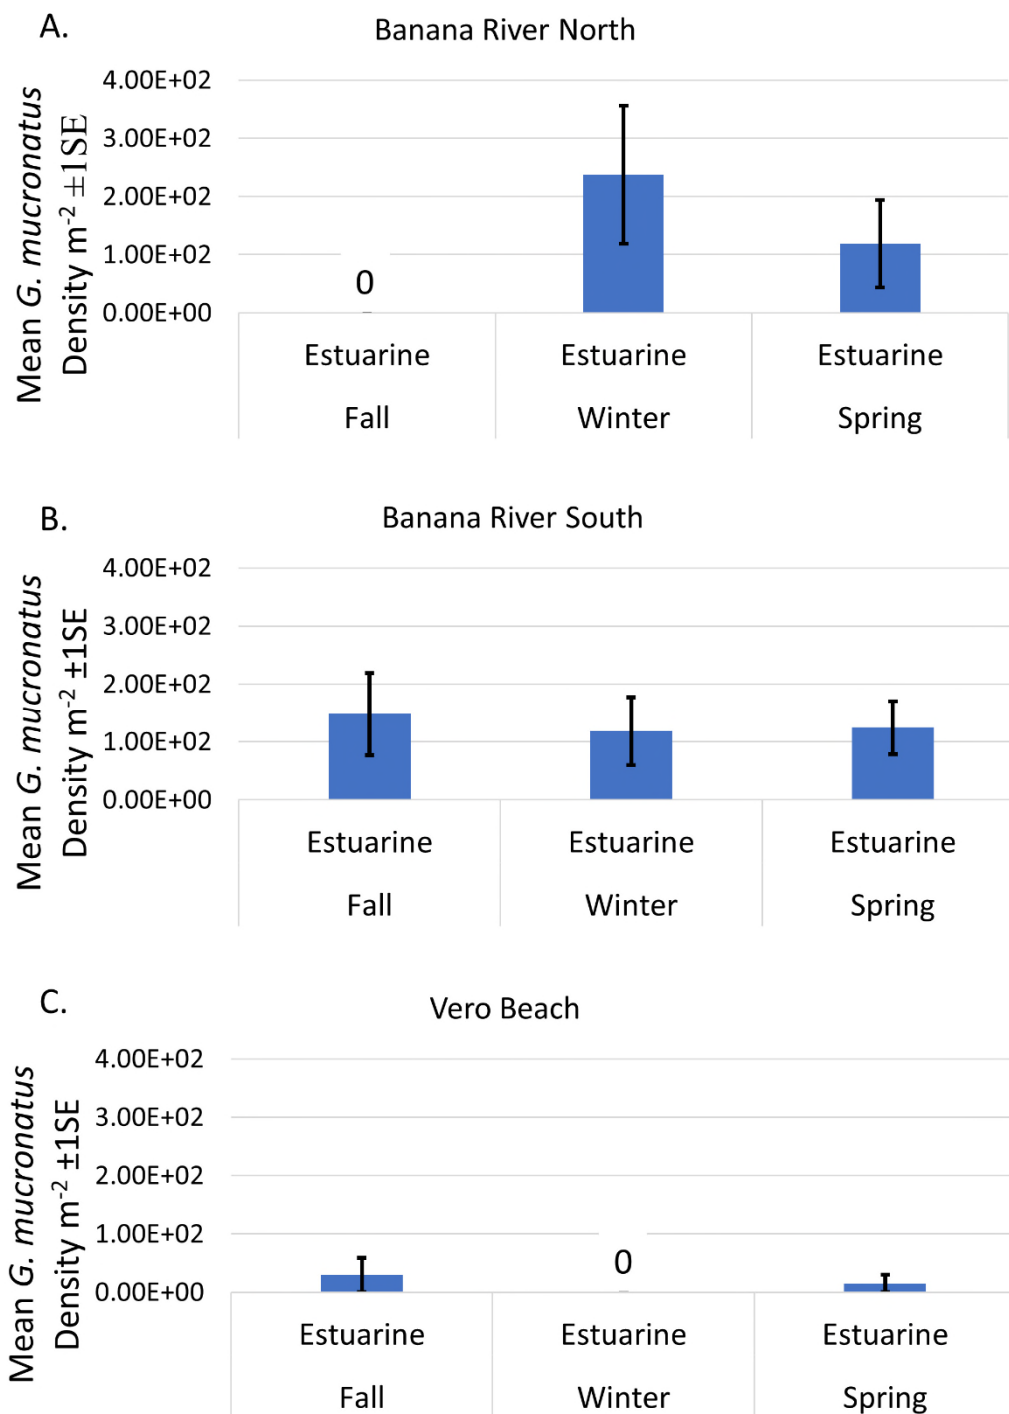 A.
Banana River North
Mean G. mucronatus
Density m⁻² ±1SE
4.00E+02
3.00E+02
2.00E+02
1.00E+02
0.00E+00
0
Estuarine Estuarine Estuarine
Fall Winter Spring
B.
Banana River South
Mean G. mucronatus
Density m⁻² ±1SE
4.00E+02
3.00E+02
2.00E+02
1.00E+02
0.00E+00
Estuarine Estuarine Estuarine
Fall Winter Spring
C.
Vero Beach
Mean G. mucronatus
Density m⁻² ±1SE
4.00E+02
3.00E+02
2.00E+02
1.00E+02
0.00E+00
0
Estuarine Estuarine Estuarine
Fall Winter Spring